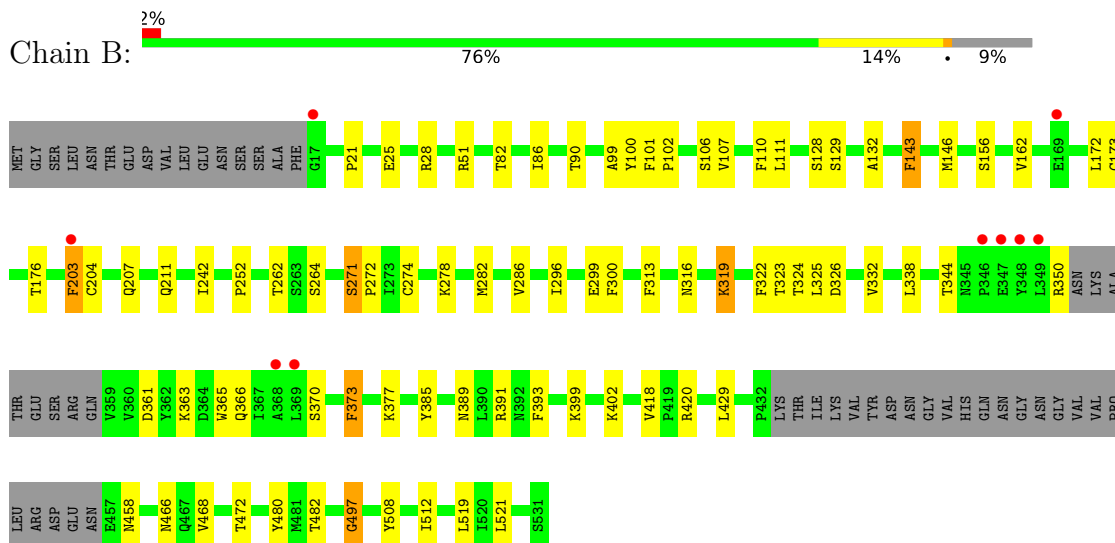 2%
Chain B:
76% 14% • 9%
MET GLY SER LEU ASN THR GLU ASP VAL LEU GLU ASN SER SER ALA PHE G17 P21 E25 R28 R51 T82 I86 T90 A99 Y100 F101 P102 S106 V107 F110 L111 S128 S129 A132 F143 M146 S156 V162 E169 L172 G173
T176 F203 C204 Q207 Q211 I242 P252 T262 S263 S264 S271 P272 I273 C274 K278 M282 V286 I296 E299 F300 F313 N316 K319 F322 T323 T324 L325 D326 V332 L338 T344 N345 P346 E347 Y348 L349 R350 ASN LYS ALA
THR GLU SER ARG GLN V359 V360 D361 Y362 K363 D364 W365 Q366 I367 A368 L369 S370 F373 K377 Y385 N389 L390 R391 N392 F393 K399 K402 V418 P419 R420 L429 P432 LYS THR ILE LYS VAL TYR ASP ASN GLY VAL HIS GLN ASN GLY ASN GLY VAL VAL PRO
LEU ARG ASP GLU ASN E457 N458 N466 Q467 V468 T472 Y480 M481 T482 G497 Y508 I512 L519 I520 L521 S531